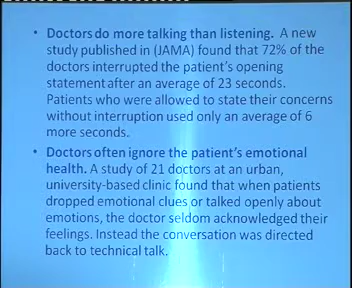 • Doctors do more talking than listening. A new
study published in (JAMA) found that 72% of the
doctors interrupted the patient's opening
statement after an average of 23 seconds.
Patients who were allowed to state their concerns
without interruption used only an average of 6
more seconds.
• Doctors often ignore the patient's emotional
health. A study of 21 doctors at an urban,
university-based clinic found that when patients
dropped emotional clues or talked openly about
emotions, the doctor seldom acknowledged their
feelings. Instead the conversation was directed
back to technical talk.